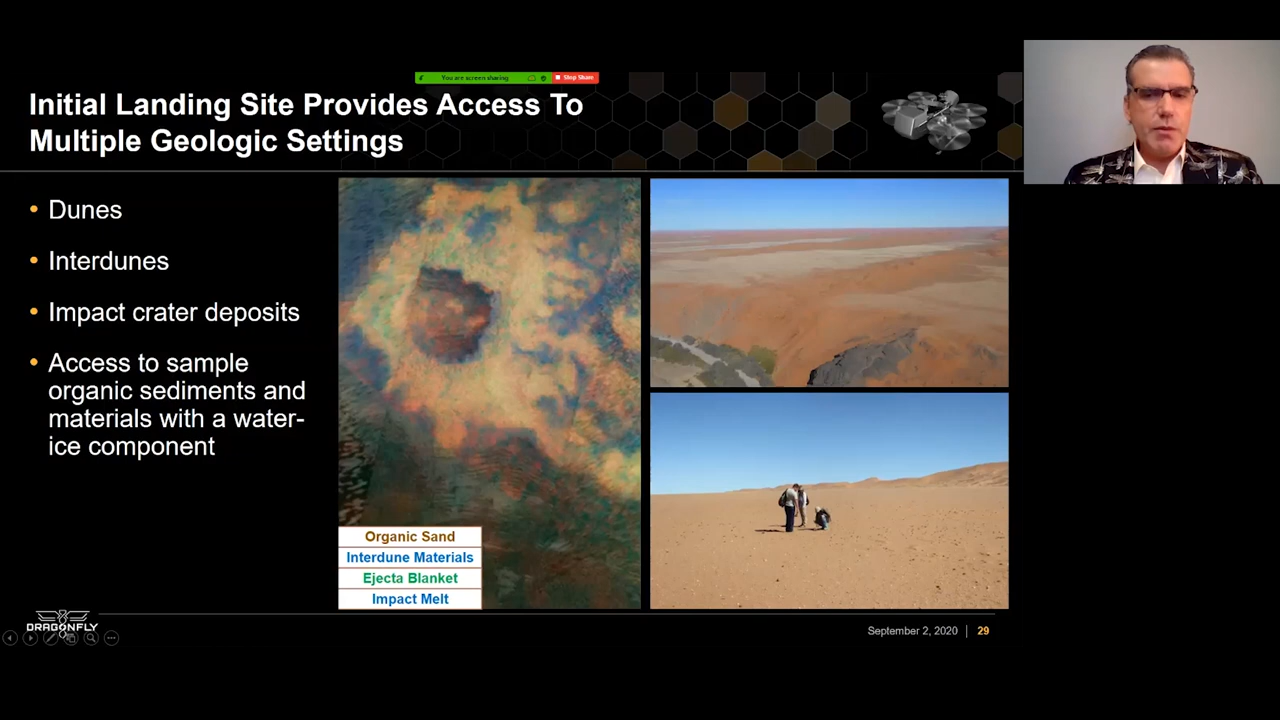 You are screen sharing
Stop Share
Initial Landing Site Provides Access To
Multiple Geologic Settings
• Dunes
• Interdunes
• Impact crater deposits
• Access to sample
organic sediments and
materials with a water-
ice component
Organic Sand
Interdune Materials
Ejecta Blanket
Impact Melt
DRAGONFLY
September 2, 2020 | 29